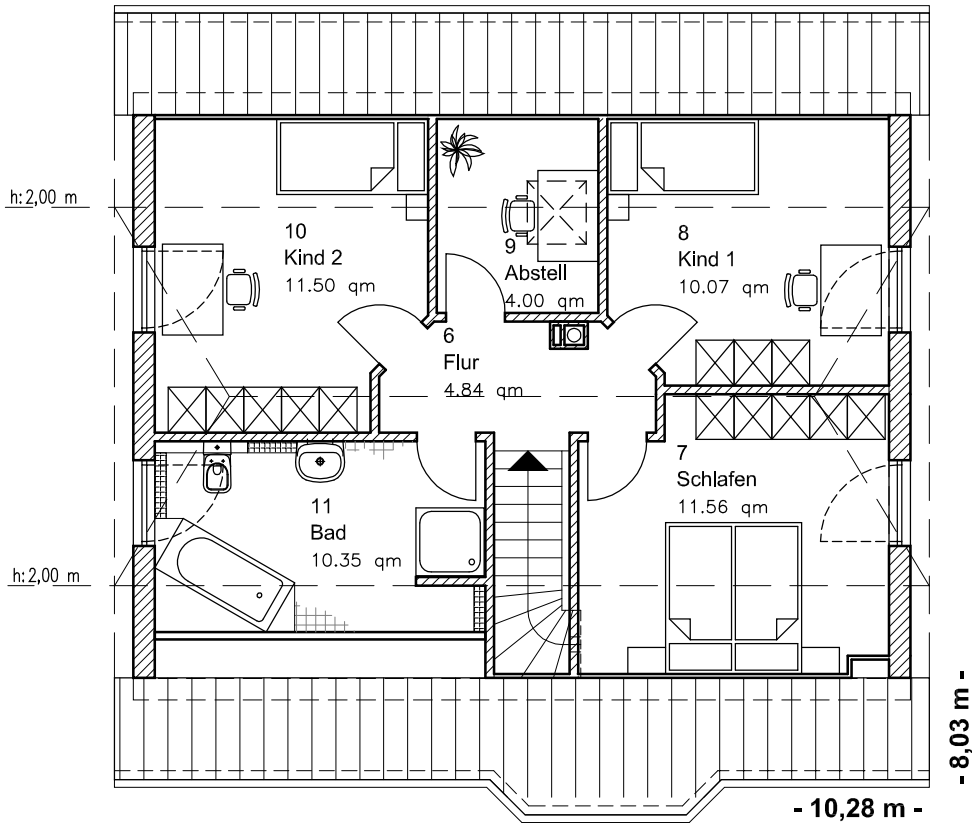 h:2,00 m
10
Kind 2
11.50 qm
9
Abstell
4.00 qm
8
Kind 1
10.07 qm
6
Flur
4.84 qm
7
Schlafen
11.56 qm
11
Bad
10.35 qm
h:2,00 m
- 8,03 m -
- 10,28 m -